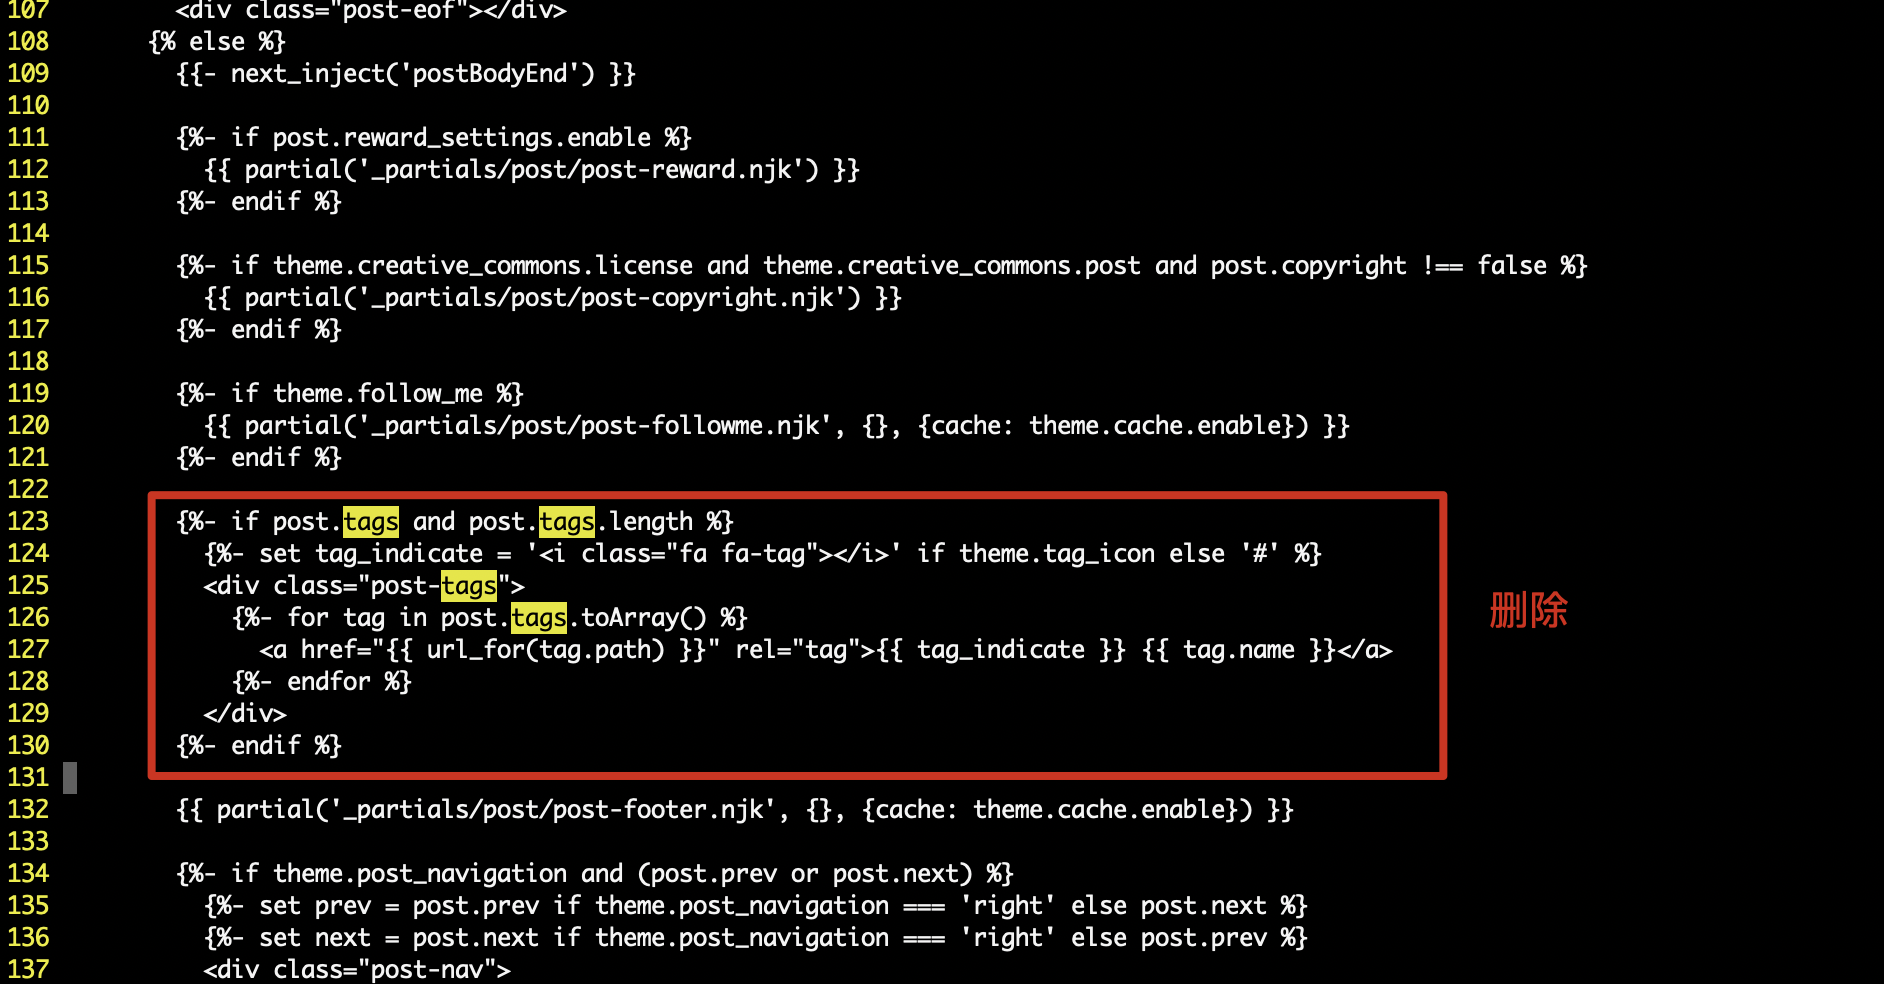 107 <div class="post-eof"></div>
108 {% else %}
109 {{- next_inject('postBodyEnd') }}
110
111 {%- if post.reward_settings.enable %}
112 {{ partial('_partials/post/post-reward.njk') }}
113 {%- endif %}
114
115 {%- if theme.creative_commons.license and theme.creative_commons.post and post.copyright !== false %}
116 {{ partial('_partials/post/post-copyright.njk') }}
117 {%- endif %}
118
119 {%- if theme.follow_me %}
120 {{ partial('_partials/post/post-followme.njk', {}, {cache: theme.cache.enable}) }}
121 {%- endif %}
122
123 {%- if post.tags and post.tags.length %}
124 {%- set tag_indicate = '<i class="fa fa-tag"></i>' if theme.tag_icon else '#' %}
125 <div class="post-tags">
126 {%- for tag in post.tags.toArray() %}
127 <a href="{{ url_for(tag.path) }}" rel="tag">{{ tag_indicate }} {{ tag.name }}</a>
128 {%- endfor %}
129 </div>
130 {%- endif %}
131
132 {{ partial('_partials/post/post-footer.njk', {}, {cache: theme.cache.enable}) }}
133
134 {%- if theme.post_navigation and (post.prev or post.next) %}
135 {%- set prev = post.prev if theme.post_navigation === 'right' else post.next %}
136 {%- set next = post.next if theme.post_navigation === 'right' else post.prev %}
137 <div class="post-nav">
删除